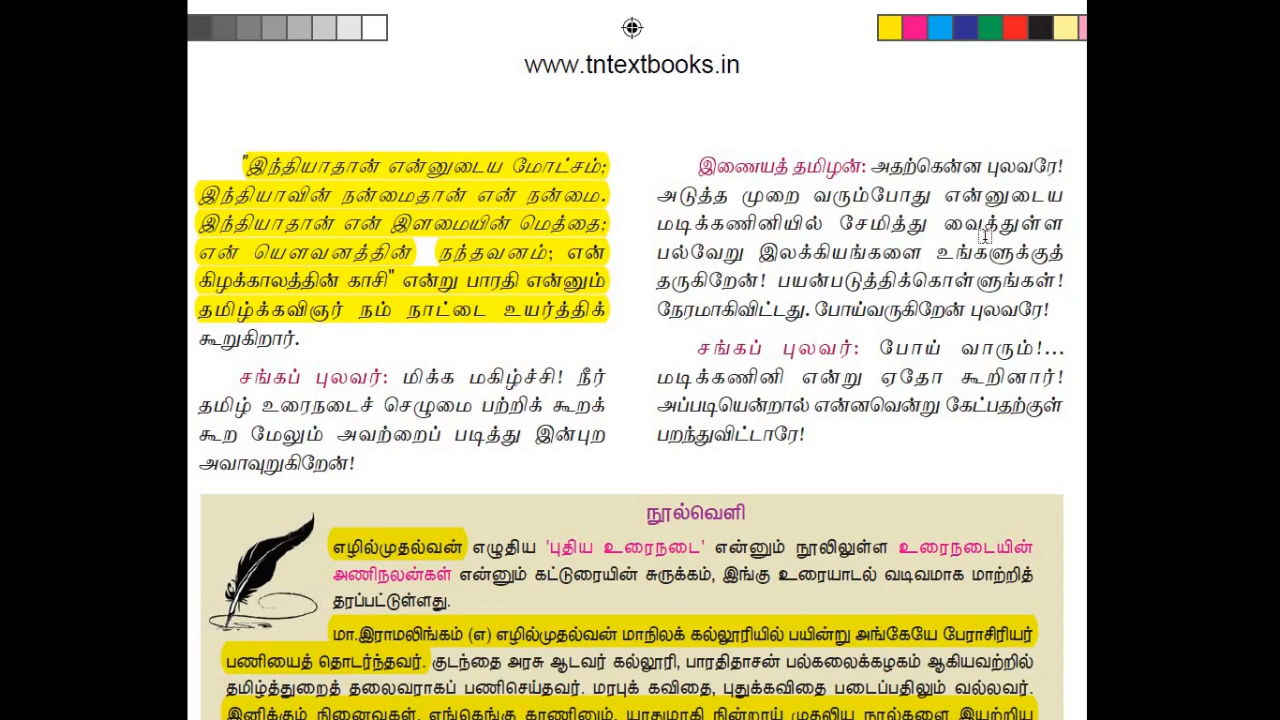 www.tntextbooks.in
"இந்தியாதான் என்னுடைய மோட்சம்;
இந்தியாவின் நன்மைதான் என் நன்மை.
இந்தியாதான் என் இளமையின் மெத்தை;
என் யௌவனத்தின் நந்தவனம்; என்
கிழக்காலத்தின் காசி" என்று பாரதி என்னும்
தமிழ்க்கவிஞர் நம் நாட்டை உயர்த்திக்
கூறுகிறார்.
சங்கப் புலவர்: மிக்க மகிழ்ச்சி! நீர்
தமிழ் உரைநடைச் செழுமை பற்றிக் கூறக்
கூற மேலும் அவற்றைப் படித்து இன்புற
அவாவுறுகிறேன்!
இணையத் தமிழன்: அதற்கென்ன புலவரே!
அடுத்த முறை வரும்போது என்னுடைய
மடிக்கணினியில் சேமித்து வைத்துள்ள
பல்வேறு இலக்கியங்களை உங்களுக்குத்
தருகிறேன்! பயன்படுத்திக்கொள்ளுங்கள்!
நேரமாகிவிட்டது. போய்வருகிறேன் புலவரே!
சங்கப் புலவர்: போய் வாரும்!...
மடிக்கணினி என்று ஏதோ கூறினார்!
அப்படியென்றால் என்னவென்று கேட்பதற்குள்
பறந்துவிட்டாரே!
நூல்வெளி
எழில்முதல்வன் எழுதிய 'புதிய உரைநடை' என்னும் நூலிலுள்ள உரைநடையின்
அணிநலன்கள் என்னும் கட்டுரையின் சுருக்கம், இங்கு உரையாடல் வடிவமாக மாற்றித்
தரப்பட்டுள்ளது.
மா.இராமலிங்கம் (எ) எழில்முதல்வன் மாநிலக் கல்லூரியில் பயின்று அங்கேயே பேராசிரியர்
பணியைத் தொடர்ந்தவர். குடந்தை அரசு ஆடவர் கல்லூரி, பாரதிதாசன் பல்கலைக்கழகம் ஆகியவற்றில்
தமிழ்த்துறைத் தலைவராகப் பணிசெய்தவர். மரபுக் கவிதை, புதுக்கவிதை படைப்பதிலும் வல்லவர்.
இனிக்கும் நினைவுகள், எங்கெங்கு காணினும், யாதுமாகி நின்றாய் முதலிய நூல்களை இயற்றிய